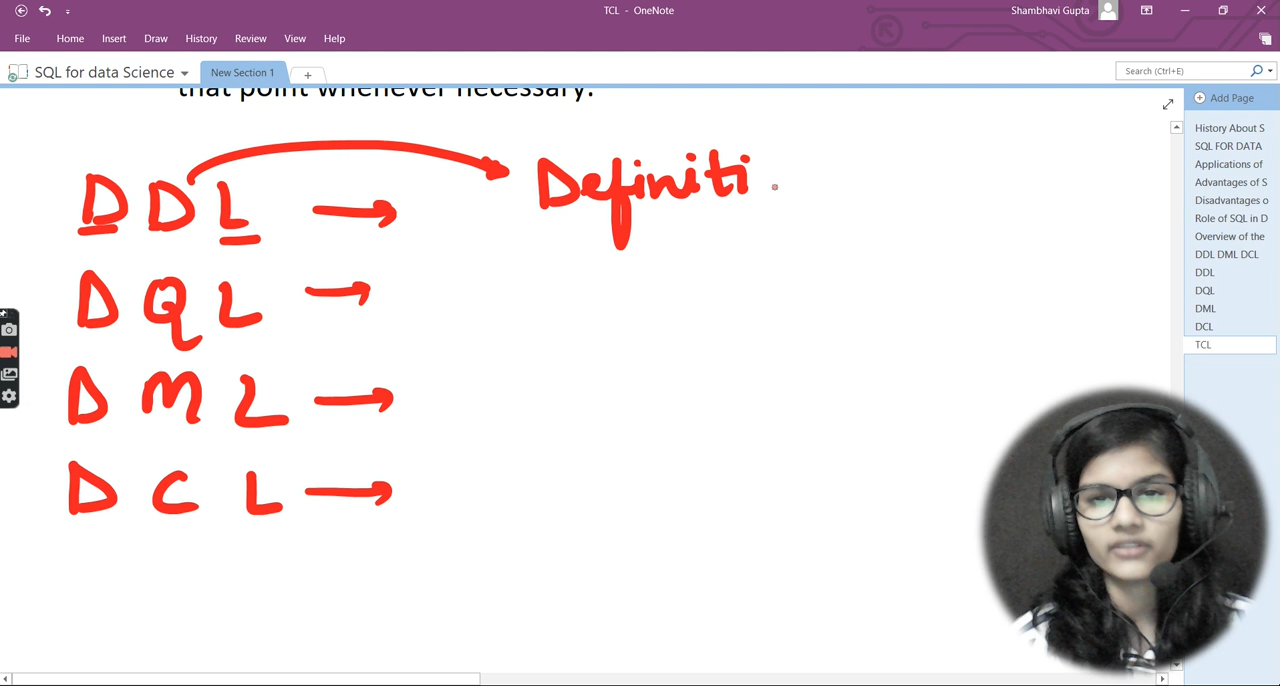 TCL - OneNote
Shambhavi Gupta
File Home Insert Draw History Review View Help
SQL for data Science New Section 1 +
Search (Ctrl+E)
that point whenever necessary.
Add Page
History About S
SQL FOR DATA
Applications of
Advantages of S
Disadvantages o
Role of SQL in D
Overview of the
DDL DML DCL
DDL
DQL
DML
DCL
TCL
DDL → Definiti
DQL →
DML →
DCL →